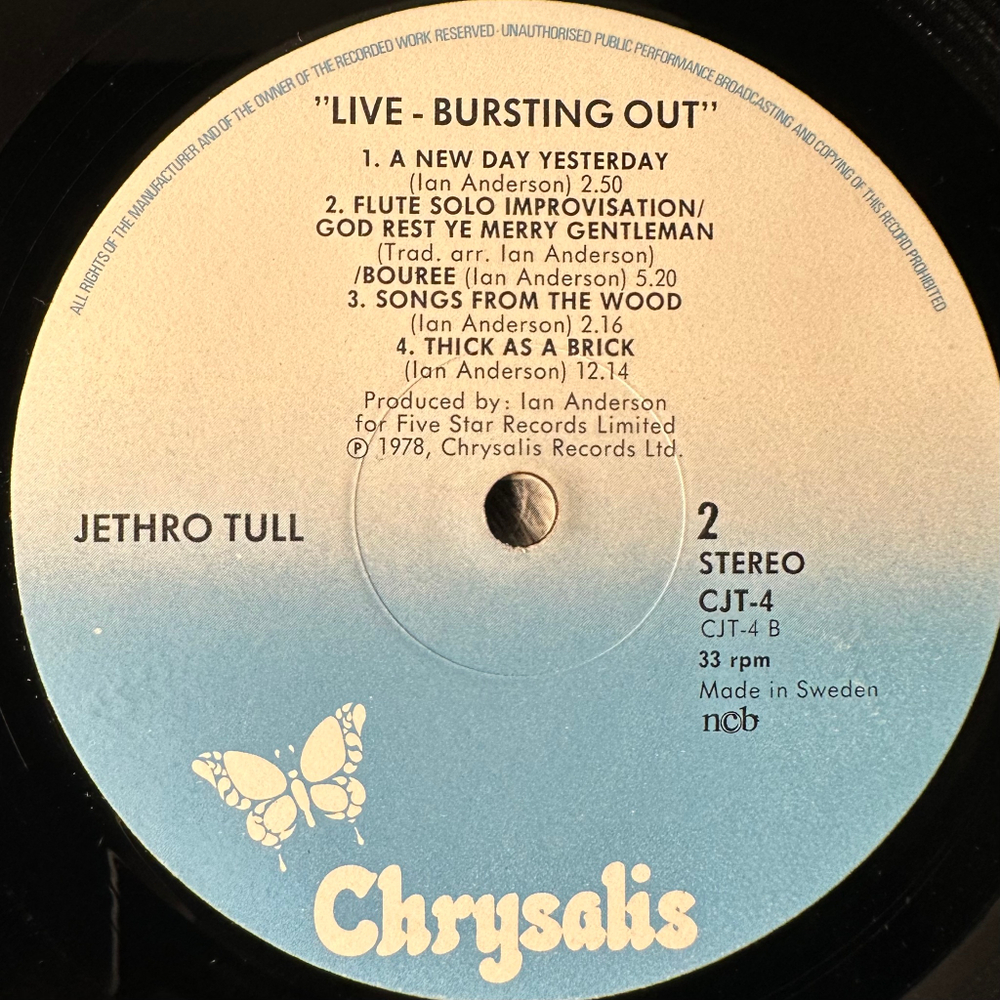 ALL RIGHTS OF THE MANUFACTURER AND OF THE OWNER OF THE RECORDED WORK RESERVED · UNAUTHORISED PUBLIC PERFORMANCE BROADCASTING AND COPYING OF THIS RECORD PROHIBITED
”LIVE - BURSTING OUT”
1. A NEW DAY YESTERDAY
(Ian Anderson) 2.50
2. FLUTE SOLO IMPROVISATION/
GOD REST YE MERRY GENTLEMAN
(Trad. arr. Ian Anderson)
/BOUREE (Ian Anderson) 5.20
3. SONGS FROM THE WOOD
(Ian Anderson) 2.16
4. THICK AS A BRICK
(Ian Anderson) 12.14
Produced by: Ian Anderson
for Five Star Records Limited
Ⓟ 1978, Chrysalis Records Ltd.
JETHRO TULL
2
STEREO
CJT-4
CJT-4 B
33 rpm
Made in Sweden
ncb
Chrysalis